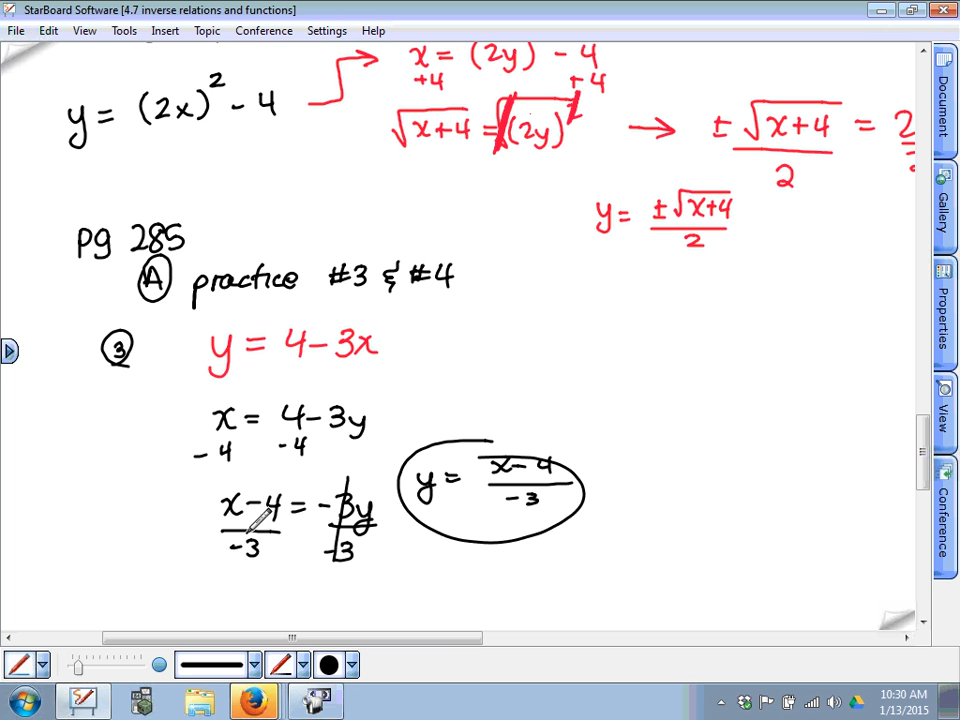 StarBoard Software [4.7 inverse relations and functions]
File Edit View Tools Insert Topic Conference Settings Help
x = (2y) - 4
+4 +4
y = (2x)² - 4
√x+4 = √(2y)² → ± √x+4 = 2
2
y = ±√x+4
2
pg 285
A practice #3 & #4
3 y = 4 - 3x
x = 4 - 3y
- 4 - 4
y = x - 4
- 3
x - 4 = - 3y
- 3 - 3
Document
Gallery
Properties
View
Conference
10:30 AM
1/13/2015